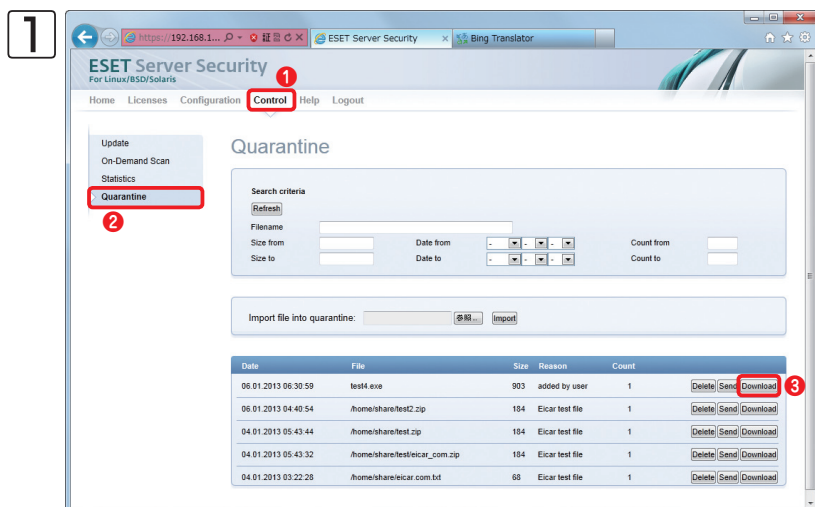 1
https://192.168.1... 証 ESET Server Security Bing Translator
ESET Server Security
For Linux/BSD/Solaris
1
Home Licenses Configuration Control Help Logout
Update
On-Demand Scan
Statistics
Quarantine
2
Quarantine
Search criteria
Refresh
Filename
Size from Date from - - - Count from
Size to Date to - - - Count to
Import file into quarantine: 参照... Import
Date File Size Reason Count
06.01.2013 06:30:59 test4.exe 903 added by user 1 Delete Send Download 3
06.01.2013 04:40:54 /home/share/test2.zip 184 Eicar test file 1 Delete Send Download
04.01.2013 05:43:44 /home/share/test.zip 184 Eicar test file 1 Delete Send Download
04.01.2013 05:43:32 /home/share/test/eicar_com.zip 184 Eicar test file 1 Delete Send Download
04.01.2013 03:22:28 /home/share/eicar.com.txt 68 Eicar test file 1 Delete Send Download